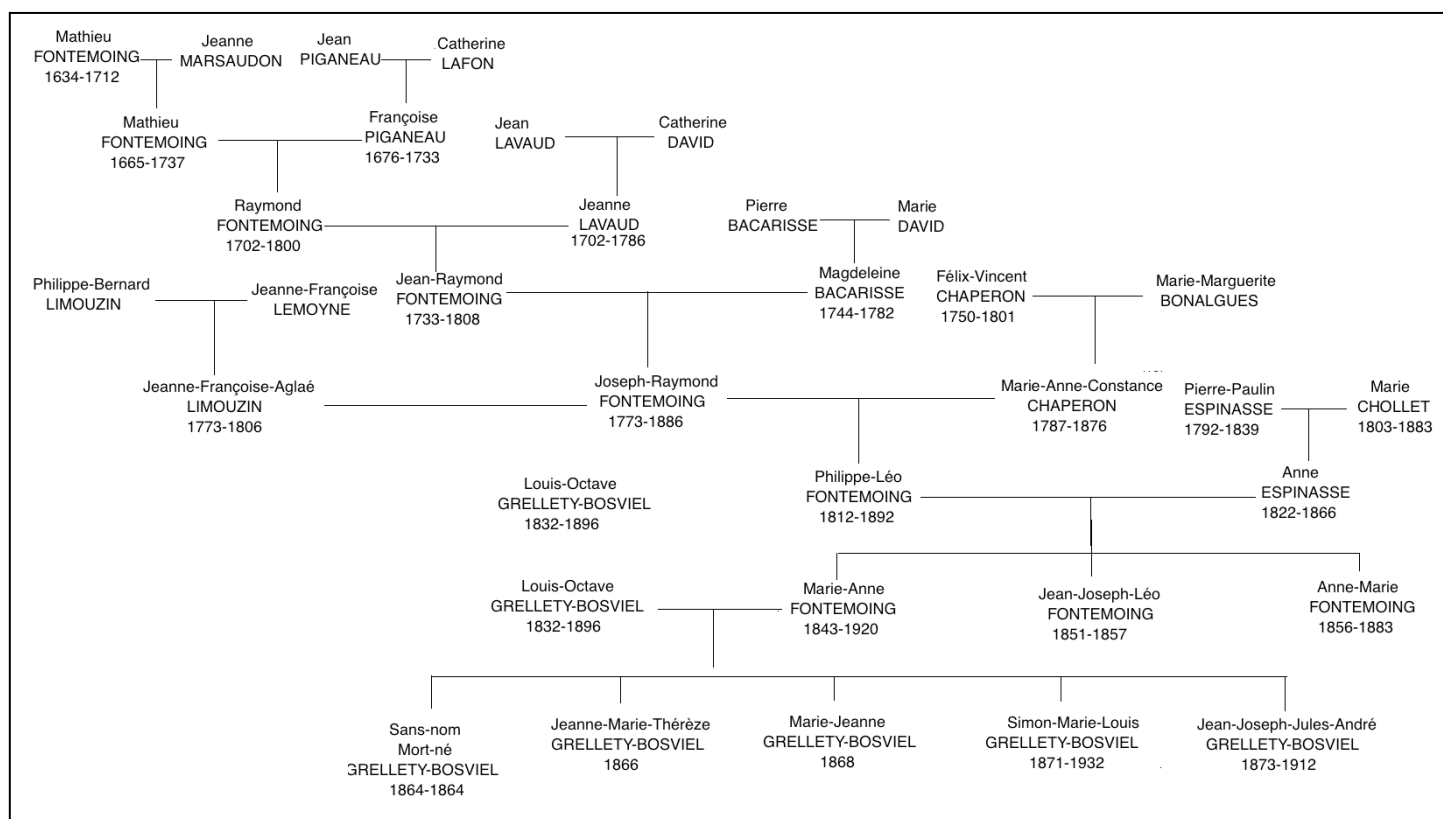 Mathieu
FONTEMOING
1634-1712
Jeanne
MARSAUDON
Jean
PIGANEAU
Catherine
LAFON
Mathieu
FONTEMOING
1665-1737
Françoise
PIGANEAU
1676-1733
Jean
LAVAUD
Catherine
DAVID
Raymond
FONTEMOING
1702-1800
Jeanne
LAVAUD
1702-1786
Pierre
BACARISSE
Marie
DAVID
Philippe-Bernard
LIMOUZIN
Jeanne-Françoise
LEMOYNE
Jean-Raymond
FONTEMOING
1733-1808
Magdeleine
BACARISSE
1744-1782
Félix-Vincent
CHAPERON
1750-1801
Marie-Marguerite
BONALGUES
Jeanne-Françoise-Aglaé
LIMOUZIN
1773-1806
Joseph-Raymond
FONTEMOING
1773-1886
Marie-Anne-Constance
CHAPERON
1787-1876
Pierre-Paulin
ESPINASSE
1792-1839
Marie
CHOLLET
1803-1883
Louis-Octave
GRELLETY-BOSVIEL
1832-1896
Philippe-Léo
FONTEMOING
1812-1892
Anne
ESPINASSE
1822-1866
Louis-Octave
GRELLETY-BOSVIEL
1832-1896
Marie-Anne
FONTEMOING
1843-1920
Jean-Joseph-Léo
FONTEMOING
1851-1857
Anne-Marie
FONTEMOING
1856-1883
Sans-nom
Mort-né
GRELLETY-BOSVIEL
1864-1864
Jeanne-Marie-Thérèze
GRELLETY-BOSVIEL
1866
Marie-Jeanne
GRELLETY-BOSVIEL
1868
Simon-Marie-Louis
GRELLETY-BOSVIEL
1871-1932
Jean-Joseph-Jules-André
GRELLETY-BOSVIEL
1873-1912